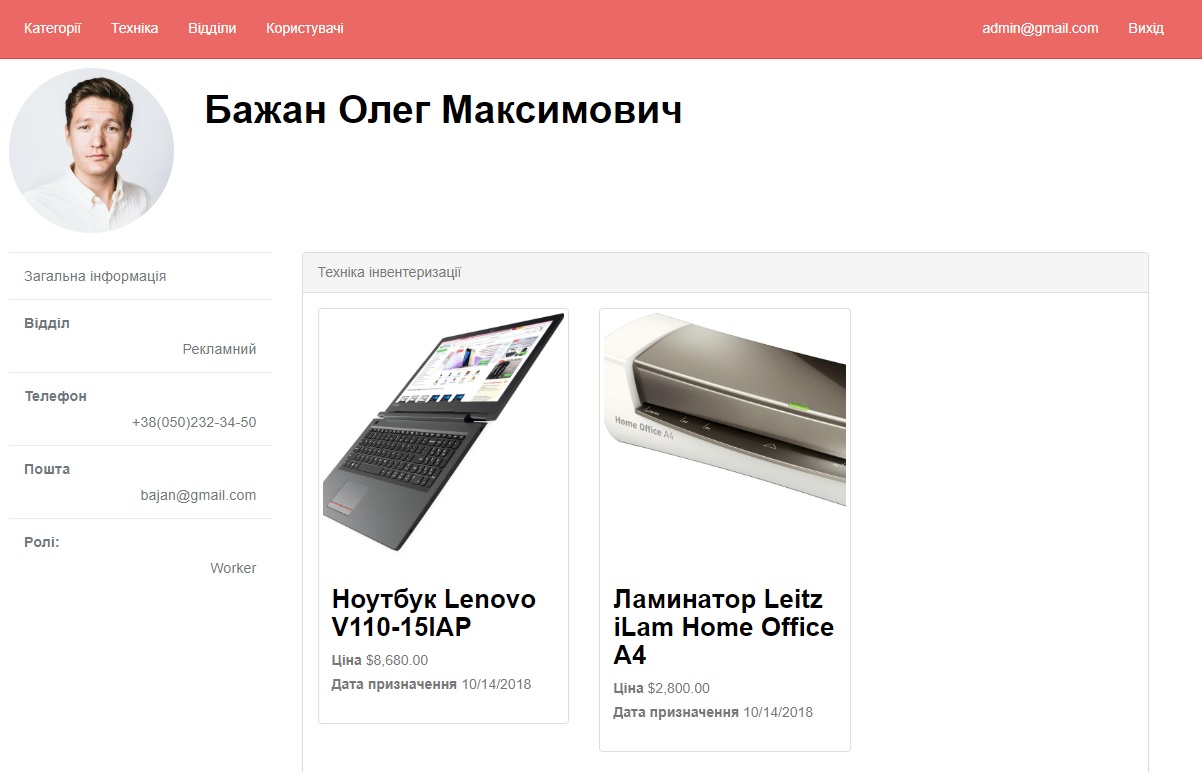 Категорії Техніка Відділи Користувачі admin@gmail.com Вихід
Бажан Олег Максимович
Загальна інформація
Відділ
Рекламний
Телефон
+38(050)232-34-50
Пошта
bajan@gmail.com
Ролі:
Worker
Техніка інвентеризації
Ноутбук Lenovo
V110-15IAP
Ціна $8,680.00
Дата призначення 10/14/2018
Home Office A4
Ламинатор Leitz
iLam Home Office
A4
Ціна $2,800.00
Дата призначення 10/14/2018